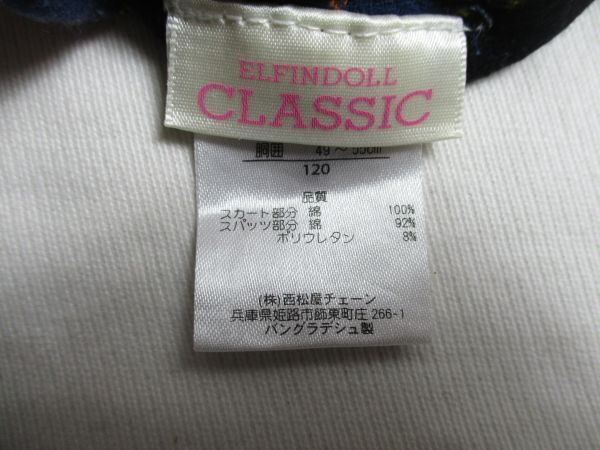 ELFINDOLL
CLASSIC
胴囲 49～55cm
120
品質
スカート部分 綿 100%
スパッツ部分 綿 92%
ポリウレタン 8%
(株)西松屋チェーン
兵庫県姫路市飾東町庄 266-1
バングラデシュ製